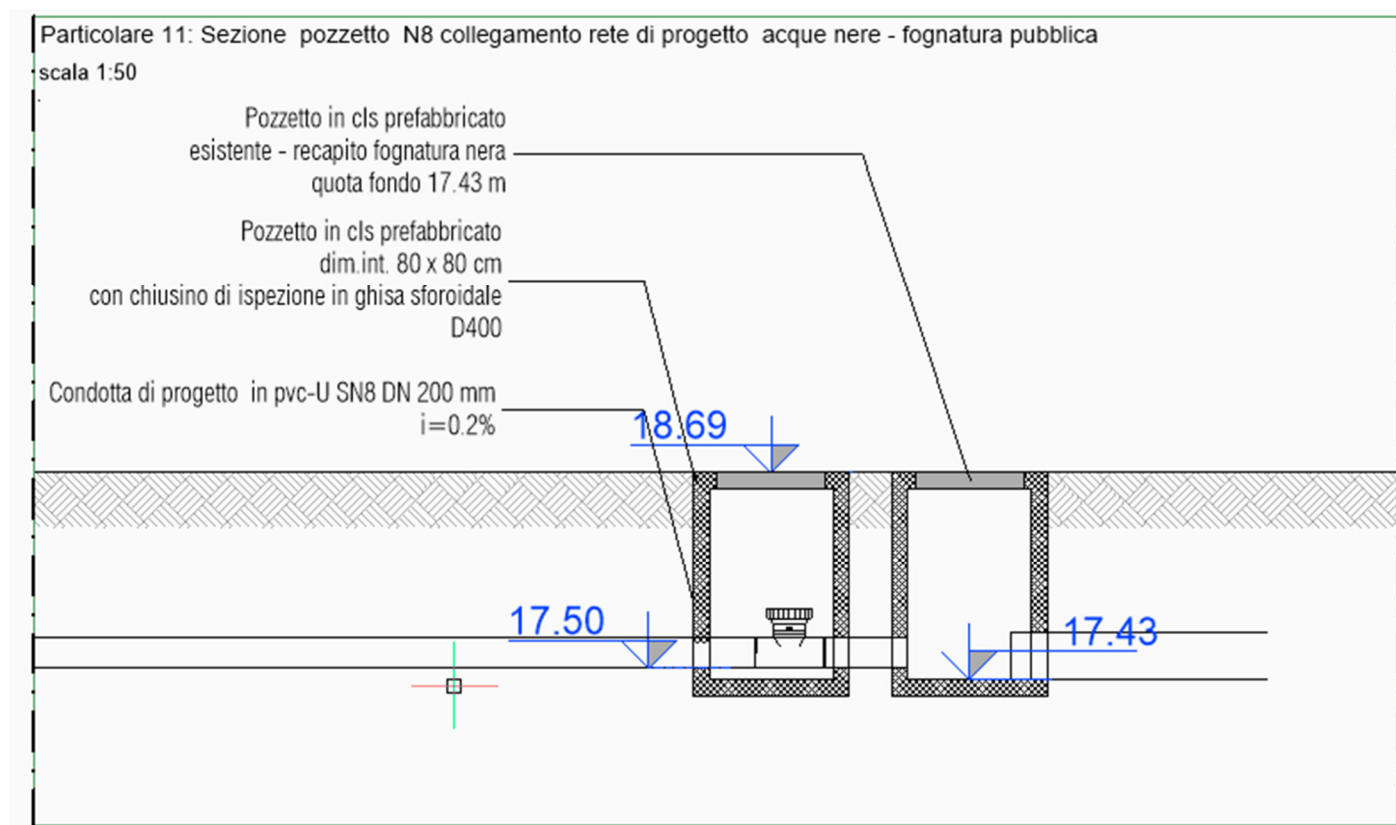 Particolare 11: Sezione pozzetto N8 collegamento rete di progetto acque nere - fognatura pubblica
scala 1:50
Pozzetto in cls prefabbricato
esistente - recapito fognatura nera
quota fondo 17.43 m
Pozzetto in cls prefabbricato
dim.int. 80 x 80 cm
con chiusino di ispezione in ghisa sforoidale
D400
Condotta di progetto in pvc-U SN8 DN 200 mm
i=0.2%
18.69
17.50
17.43